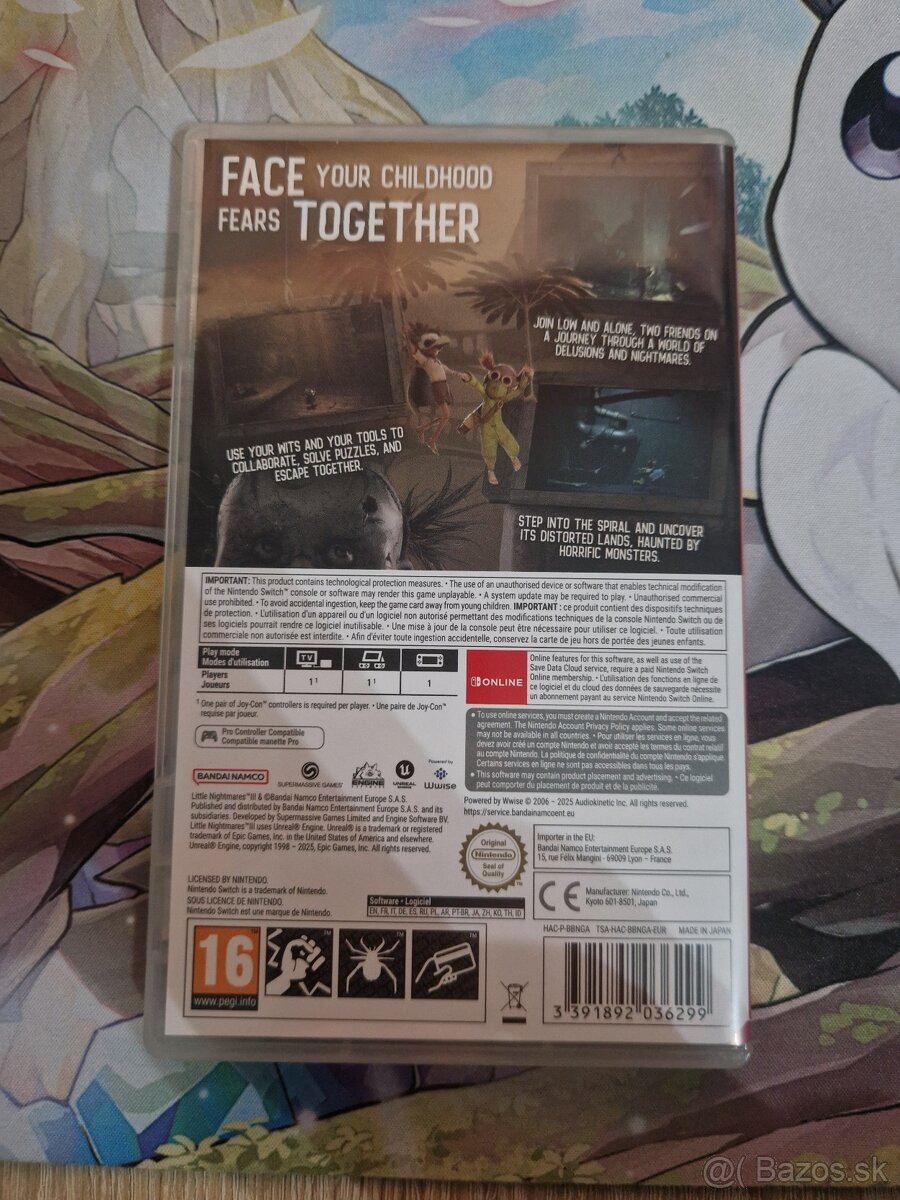 FACE YOUR CHILDHOOD
FEARS TOGETHER
JOIN LOW AND ALONE, TWO FRIENDS ON
A JOURNEY THROUGH A WORLD OF
DELUSIONS AND NIGHTMARES.
USE YOUR WITS AND YOUR TOOLS TO
COLLABORATE, SOLVE PUZZLES, AND
ESCAPE TOGETHER.
STEP INTO THE SPIRAL AND UNCOVER
ITS DISTORTED LANDS, HAUNTED BY
HORRIFIC MONSTERS.
IMPORTANT: This product contains technological protection measures. • The use of an unauthorised device or software that enables technical modification
of the Nintendo Switch™ console or software may render this game unplayable. • A system update may be required to play. • Unauthorised commercial
use prohibited. • To avoid accidental ingestion, keep the game card away from young children. IMPORTANT : ce produit contient des dispositifs techniques
de protection. • L'utilisation d'un appareil ou d'un logiciel non autorisé permettant des modifications techniques de la console Nintendo Switch ou de
ses logiciels pourrait rendre ce logiciel inutilisable. • Une mise à jour de la console peut être nécessaire pour utiliser ce logiciel. • Toute utilisation
commerciale non autorisée est interdite. • Afin d'éviter toute ingestion accidentelle, conservez la carte de jeu hors de portée des jeunes enfants.
Play mode
Modes d'utilisation
TV
Players
Joueurs
1¹ 1¹ 1
¹ One pair of Joy-Con™ controllers is required per player. • Une paire de Joy-Con™
requise par joueur.
Pro Controller Compatible
Compatible manette Pro
ONLINE
Online features for this software, as well as use of the
Save Data Cloud service, require a paid Nintendo Switch
Online membership. • L'utilisation des fonctions en ligne de
ce logiciel et du cloud des données de sauvegarde nécessite
un abonnement payant au service Nintendo Switch Online.
• To use online services, you must create a Nintendo Account and accept the related
agreement. The Nintendo Account Privacy Policy applies. Some online services
may not be available in all countries. • Pour utiliser les services en ligne, vous
devez avoir créé un compte Nintendo et avoir accepté les termes du contrat relatif
au compte Nintendo. La politique de confidentialité du compte Nintendo s'applique.
Certains services en ligne ne sont pas accessibles dans tous les pays.
• This software may contain product placement and advertising. • Ce logiciel
peut comporter du placement de produit et de la publicité.
BANDAI NAMCO
SUPERMASSIVE GAMES
ENGINE
UNREAL
Powered by
Wwise
Little Nightmares™III & ©Bandai Namco Entertainment Europe S.A.S.
Published and distributed by Bandai Namco Entertainment Europe S.A.S. and its
subsidiaries. Developed by Supermassive Games Limited and Engine Software BV.
Little Nightmares™III uses Unreal® Engine. Unreal® is a trademark or registered
trademark of Epic Games, Inc. in the United States of America and elsewhere.
Unreal® Engine, copyright 1998 – 2025, Epic Games, Inc. All rights reserved.
Powered by Wwise © 2006 – 2025 Audiokinetic Inc. All rights reserved.
https://service.bandainamcoent.eu
Original
Nintendo
Seal of
Quality
Importer in the EU:
Bandai Namco Entertainment Europe S.A.S.
15, rue Félix Mangini - 69009 Lyon – France
CE
Manufacturer: Nintendo Co., Ltd.,
Kyoto 601-8501, Japan
LICENSED BY NINTENDO.
Nintendo Switch is a trademark of Nintendo.
SOUS LICENCE DE NINTENDO.
Nintendo Switch est une marque de Nintendo.
Software • Logiciel
EN, FR, IT, DE, ES, RU, PL, AR, PT-BR, JA, ZH, KO, TH, ID
HAC-P-BBNGA TSA-HAC-BBNGA-EUR MADE IN JAPAN
16
www.pegi.info
3 391892 036299
@( Bazos.sk